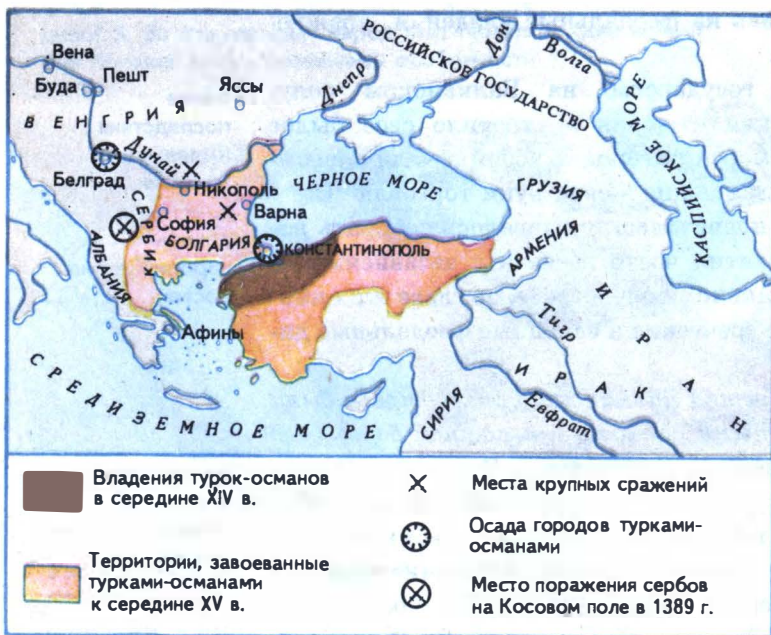 Вена
Пешт
Буда
Яссы
Днепр
РОССИЙСКОЕ ГОСУДАРСТВО
Дон
Волга
ВЕНГРИЯ
Дунай
Белград
Никополь
ЧЕРНОЕ МОРЕ
ГРУЗИЯ
КАСПИЙСКОЕ МОРЕ
СЕРБИЯ
София
Варна
БОЛГАРИЯ
КОНСТАНТИНОПОЛЬ
АРМЕНИЯ
АЛБАНИЯ
Афины
Тигр
ИРАН
ИРАК
СИРИЯ
Евфрат
СРЕДИЗЕМНОЕ МОРЕ
Владения турок-османов
в середине XIV в.
Территории, завоеванные
турками-османами
к середине XV в.
Места крупных сражений
Осада городов турками-
османами
Место поражения сербов
на Косовом поле в 1389 г.